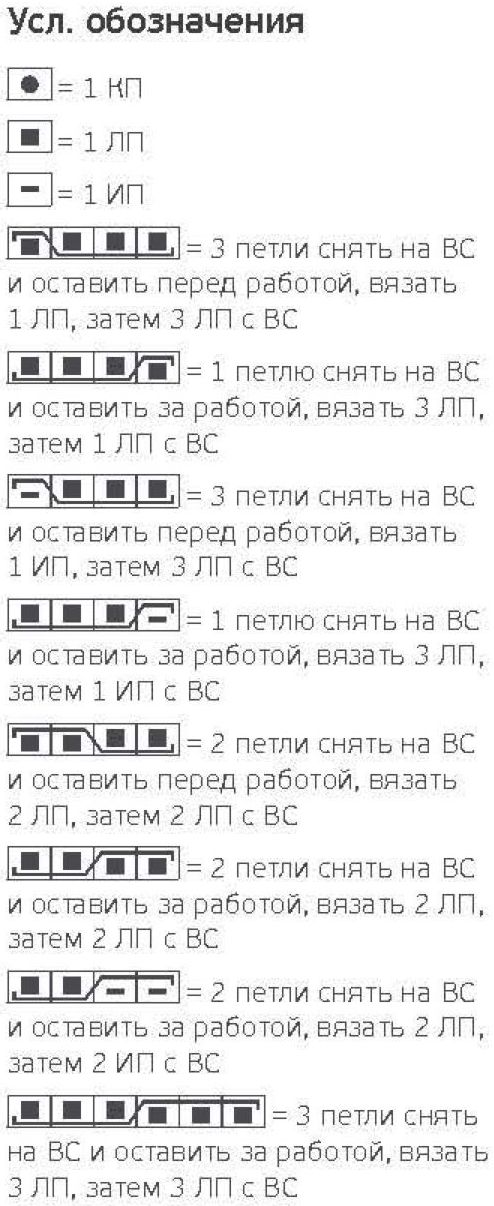 Усл. обозначения
= 1 КП
= 1 ЛП
= 1 ИП
= 3 петли снять на ВС
и оставить перед работой, вязать
1 ЛП, затем 3 ЛП с ВС
= 1 петлю снять на ВС
и оставить за работой, вязать 3 ЛП,
затем 1 ЛП с ВС
= 3 петли снять на ВС
и оставить перед работой, вязать
1 ИП, затем 3 ЛП с ВС
= 1 петлю снять на ВС
и оставить за работой, вязать 3 ЛП,
затем 1 ИП с ВС
= 2 петли снять на ВС
и оставить перед работой, вязать
2 ЛП, затем 2 ЛП с ВС
= 2 петли снять на ВС
и оставить за работой, вязать 2 ЛП,
затем 2 ЛП с ВС
= 2 петли снять на ВС
и оставить за работой, вязать 2 ЛП,
затем 2 ИП с ВС
= 3 петли снять
на ВС и оставить за работой, вязать
3 ЛП, затем 3 ЛП с ВС